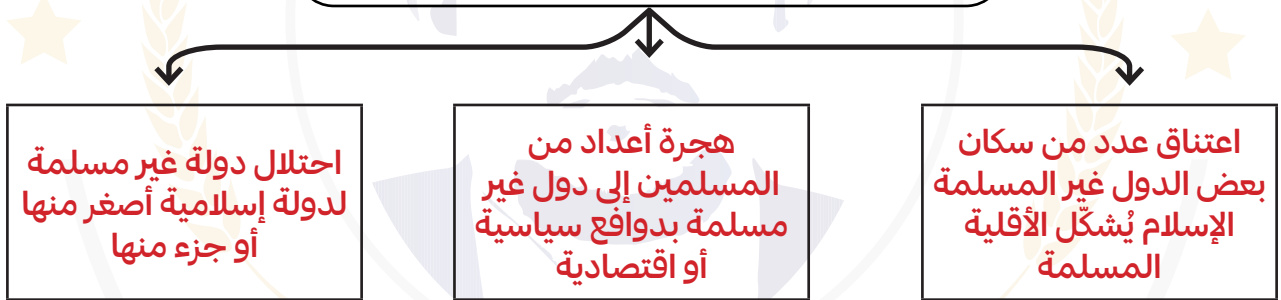 اعتناق عدد من سكان
بعض الدول غير المسلمة
الإسلام يُشكّل الأقلية
المسلمة
هجرة أعداد من
المسلمين إلى دول غير
مسلمة بدوافع سياسية
أو اقتصادية
احتلال دولة غير مسلمة
لدولة إسلامية أصغر منها
أو جزء منها